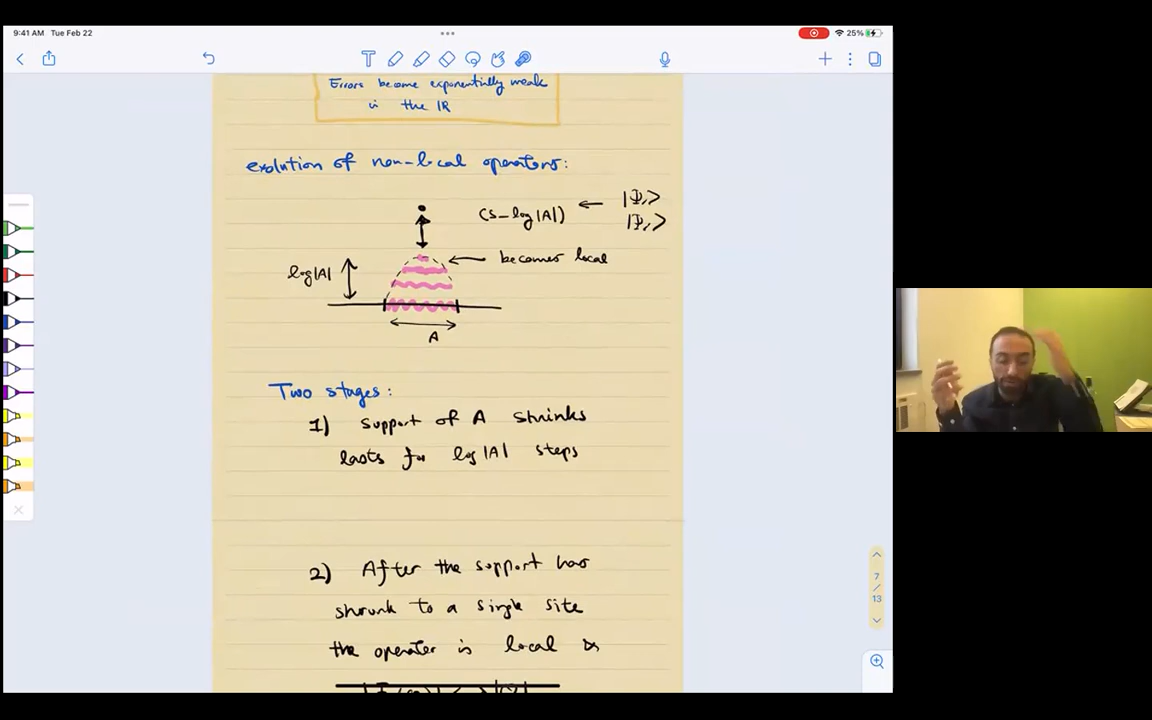 9:41 AM Tue Feb 22
25%
Errors become exponentially weak
in the IR
evolution of non-local operators:
(s-log|A|) ← |Φ₁>
|Φ₂>
← becomes local
log|A|
A
Two stages:
1) Support of A shrinks
lasts for log|A| steps
2) After the support has
shrunk to a single site
the operator is local &
7
/
13